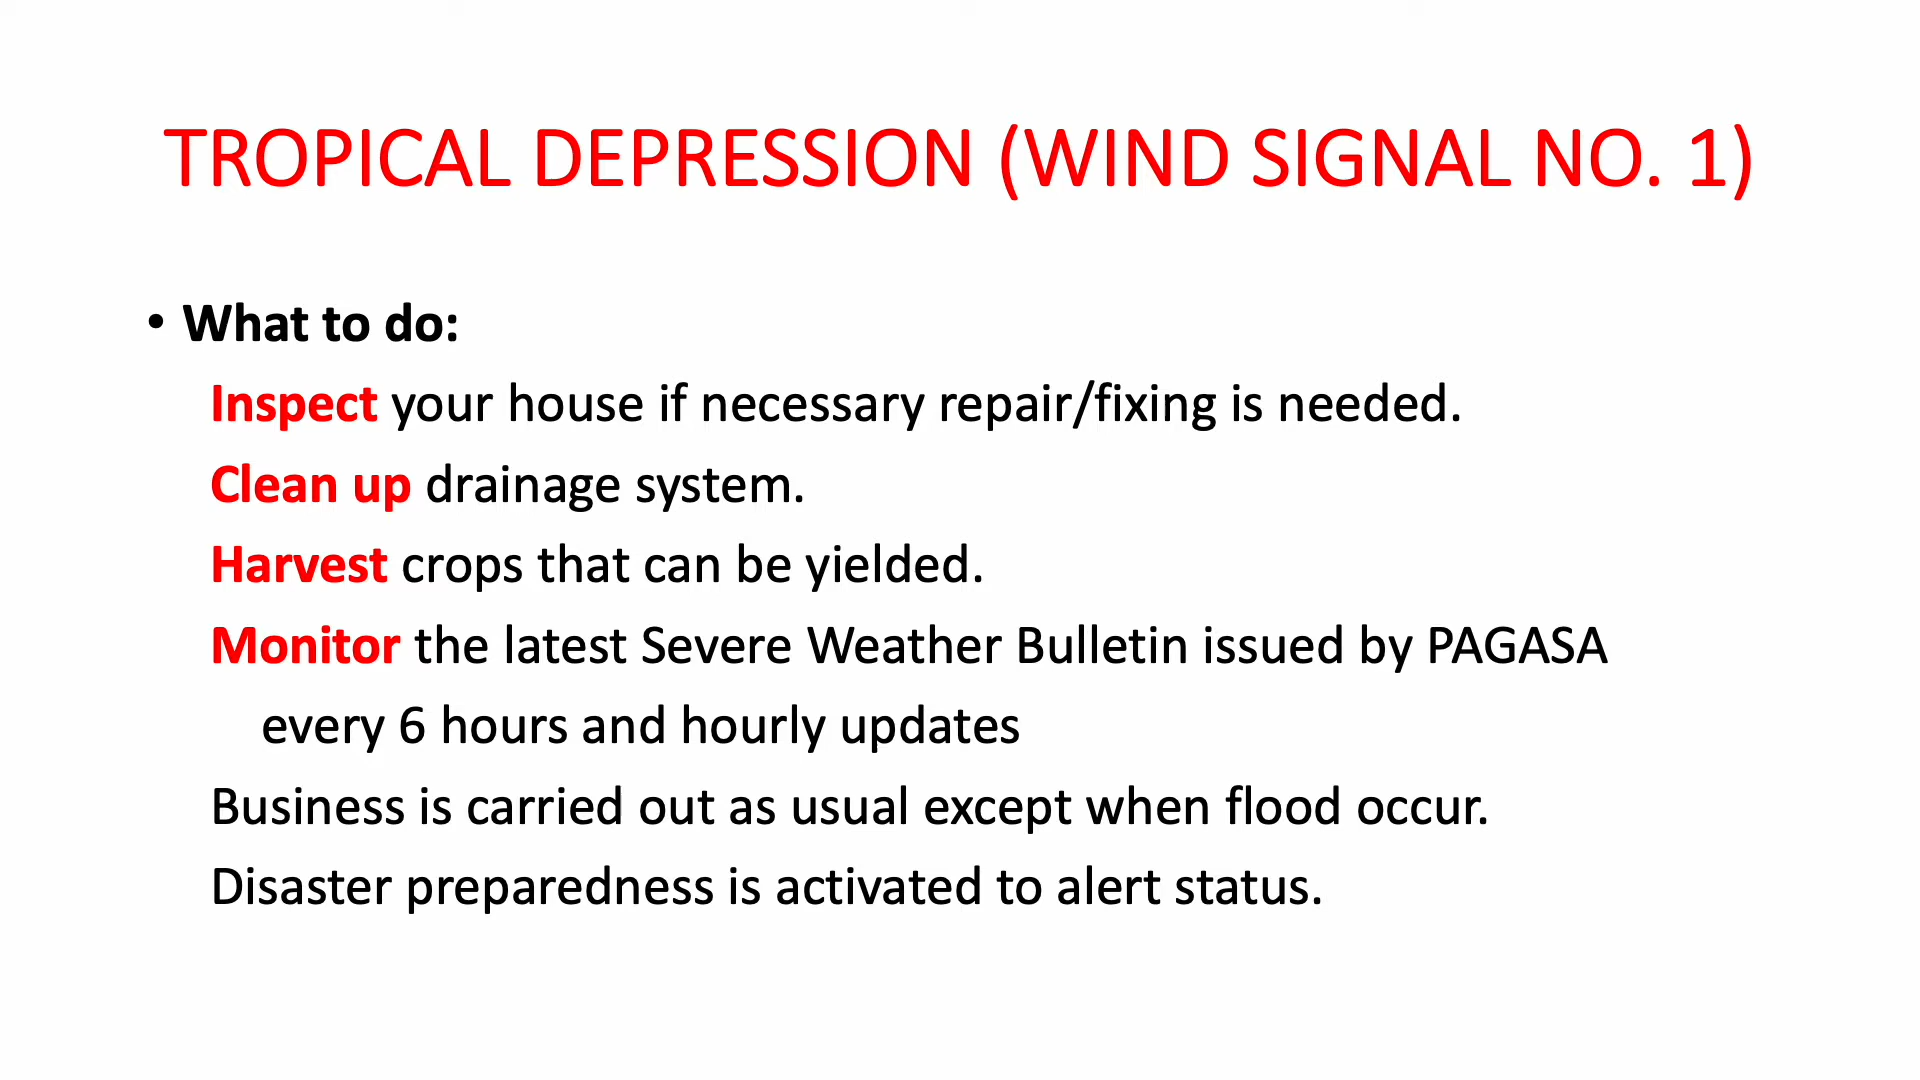 TROPICAL DEPRESSION (WIND SIGNAL NO. 1)
• What to do:
Inspect your house if necessary repair/fixing is needed.
Clean up drainage system.
Harvest crops that can be yielded.
Monitor the latest Severe Weather Bulletin issued by PAGASA
every 6 hours and hourly updates
Business is carried out as usual except when flood occur.
Disaster preparedness is activated to alert status.